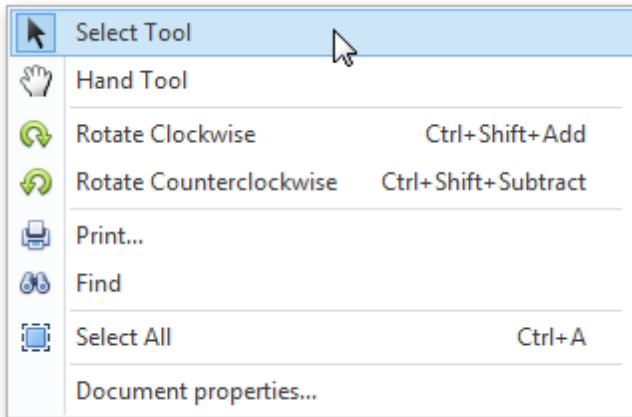 Select Tool
Hand Tool
Rotate Clockwise Ctrl+Shift+Add
Rotate Counterclockwise Ctrl+Shift+Subtract
Print...
Find
Select All Ctrl+A
Document properties...